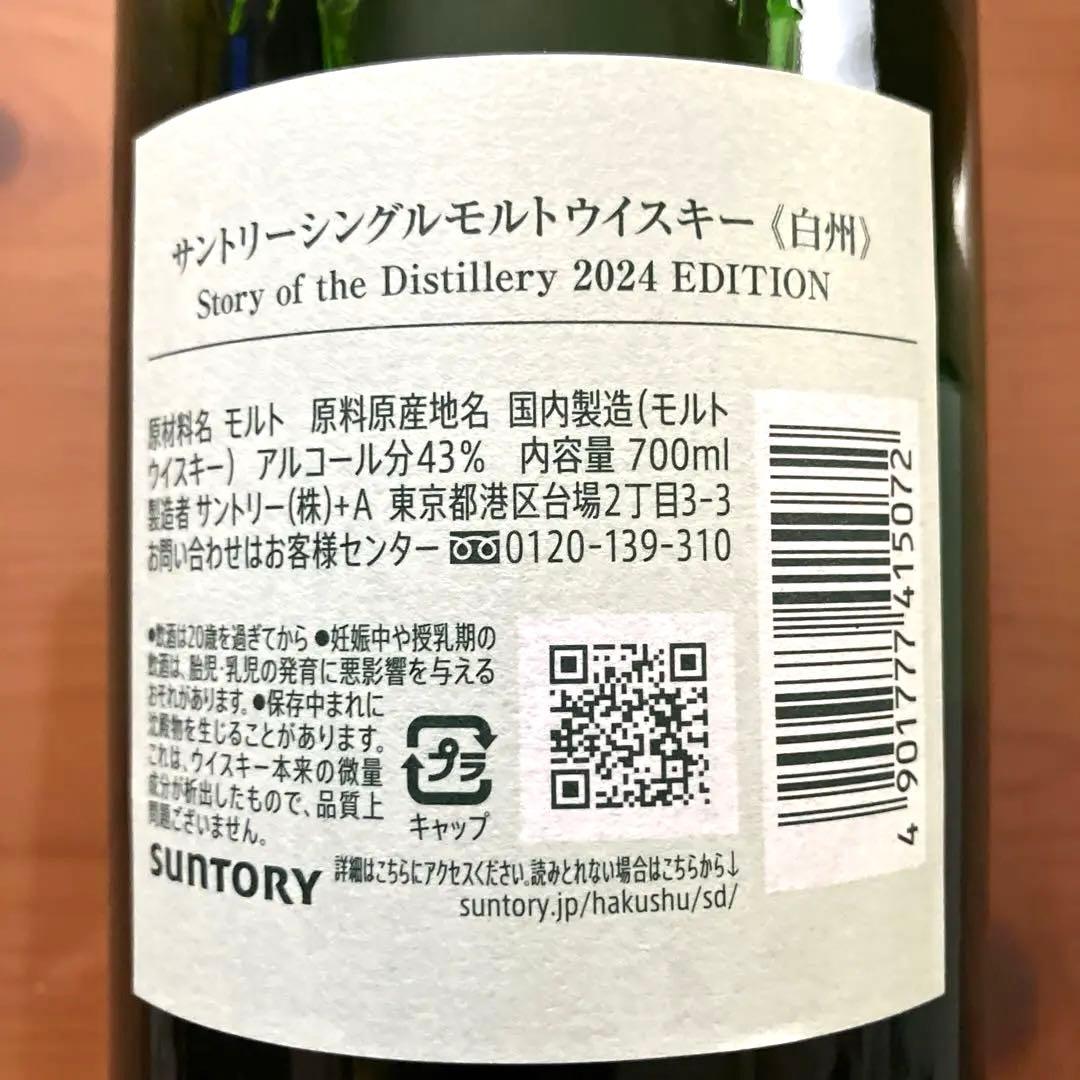 サントリーシングルモルトウイスキー《白州》
Story of the Distillery 2024 EDITION
原材料名 モルト 原料原産地名 国内製造(モルト
ウイスキー) アルコール分43% 内容量 700ml
製造者 サントリー(株)+A 東京都港区台場2丁目3-3
お問い合わせはお客様センター 0120-139-310
●飲酒は20歳を過ぎてから ●妊娠中や授乳期の
飲酒は、胎児・乳児の発育に悪影響を与える
おそれがあります。●保存中まれに
沈殿物を生じることがあります。
これは、ウイスキー本来の微量
成分が析出したもので、品質上
問題ございません。
プラ
キャップ
SUNTORY
詳細はこちらにアクセスください。読みとれない場合はこちらから↓
suntory.jp/hakushu/sd/
4 901777 415072